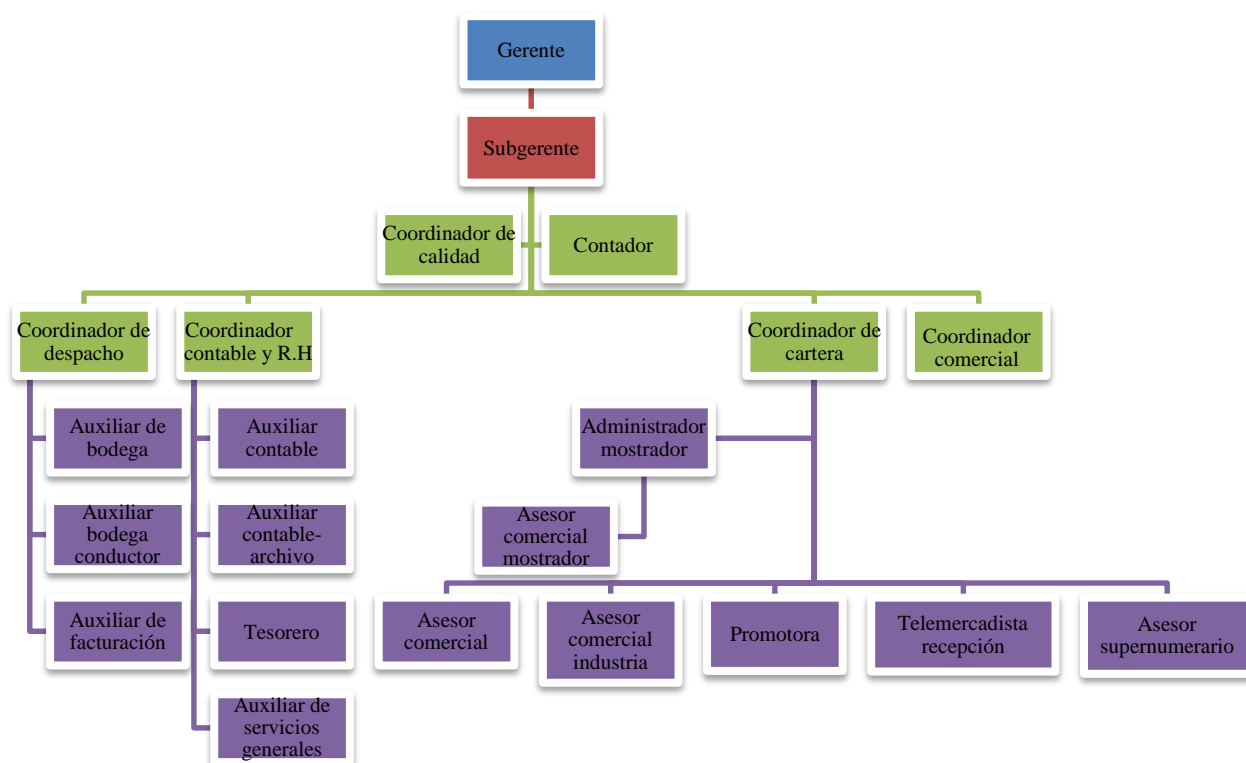 Gerente
Subgerente
Coordinador de
calidad
Contador
Coordinador de
despacho
Coordinador
contable y R.H
Coordinador de
cartera
Coordinador
comercial
Auxiliar de
bodega
Auxiliar
contable
Administrador
mostrador
Auxiliar
bodega
conductor
Auxiliar
contable-
archivo
Asesor
comercial
mostrador
Auxiliar de
facturación
Tesorero
Asesor
comercial
Asesor
comercial
industria
Promotora
Telemercadista
recepción
Asesor
supernumerario
Auxiliar de
servicios
generales